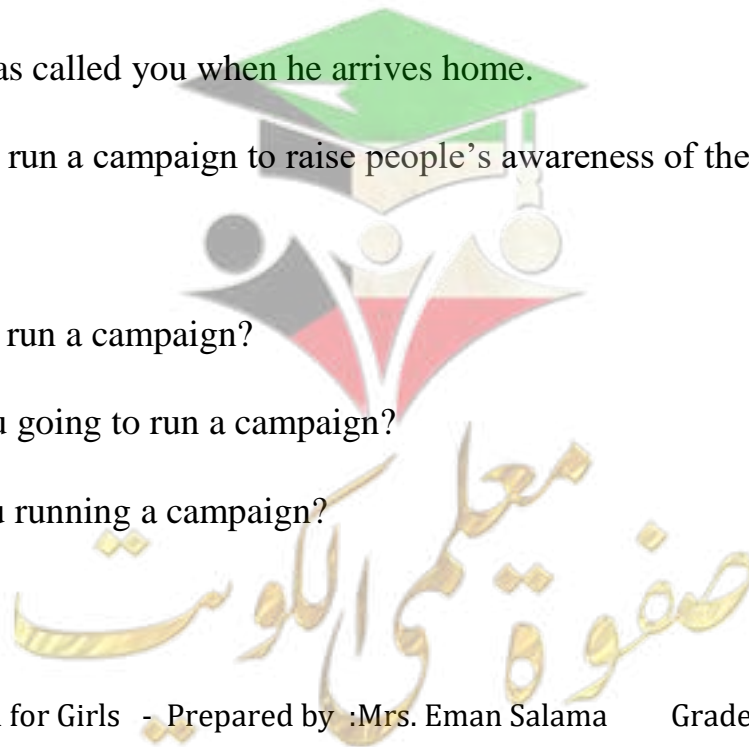 as called you when he arrives home.
run a campaign to raise people’s awareness of the
run a campaign?
u going to run a campaign?
u running a campaign?
صفوة معلمي الكويت
for Girls - Prepared by :Mrs. Eman Salama Grade